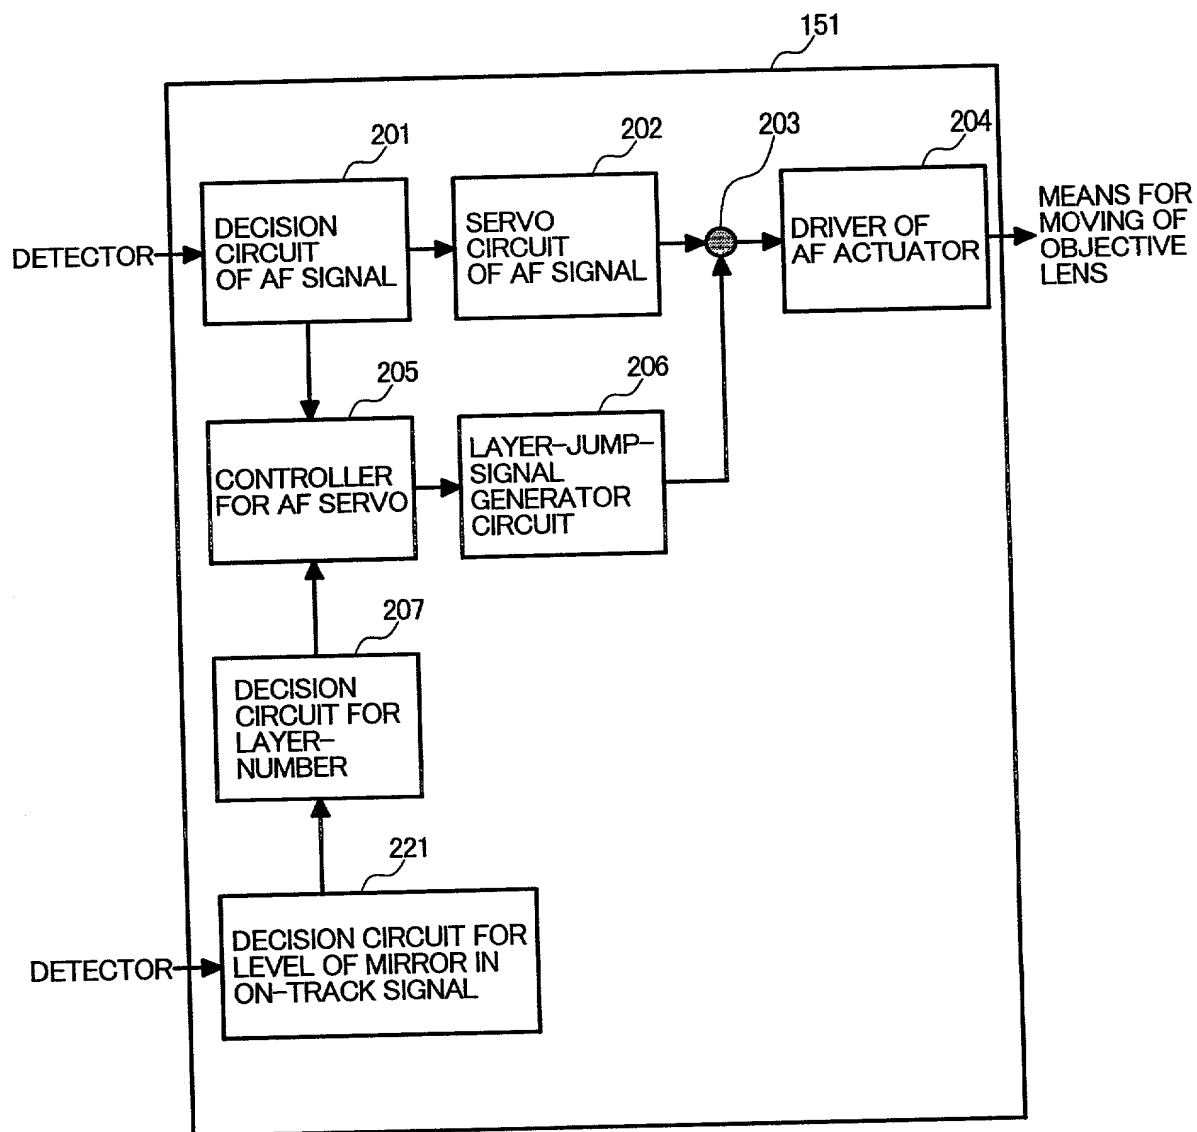 151
201
202
203
204
DETECTOR
DECISION
CIRCUIT
OF AF SIGNAL
SERVO
CIRCUIT
OF AF SIGNAL
DRIVER OF
AF ACTUATOR
MEANS FOR
MOVING OF
OBJECTIVE
LENS
205
206
CONTROLLER
FOR AF SERVO
LAYER-JUMP-
SIGNAL
GENERATOR
CIRCUIT
207
DECISION
CIRCUIT FOR
LAYER-
NUMBER
221
DETECTOR
DECISION CIRCUIT FOR
LEVEL OF MIRROR IN
ON-TRACK SIGNAL